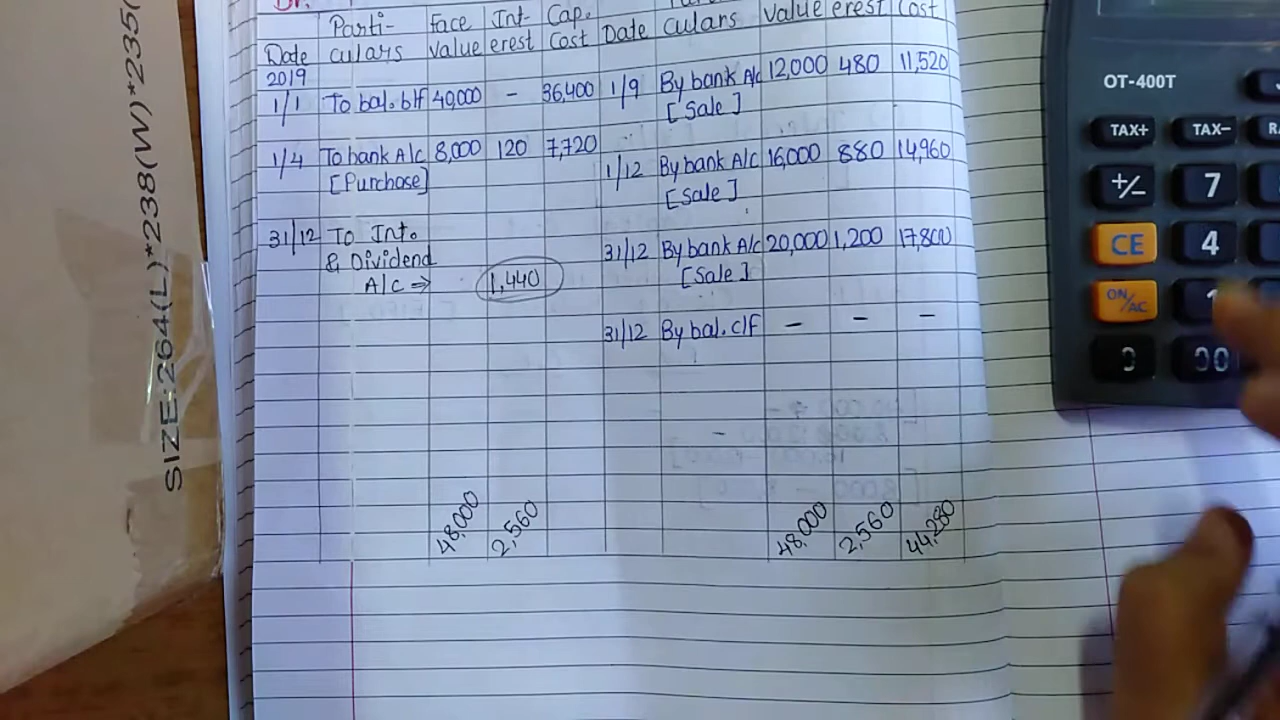 Dr.
Date Parti-culars Face value Int-erest Cap. Cost Date culars value erest Cost
2019
1/1 To bal. b/f 40,000 - 36,400 1/9 By bank A/c 12,000 480 11,520
[Sale]
1/4 To bank A/c 8,000 120 7,720 1/12 By bank A/c 16,000 880 14,960
[Purchase] [Sale]
31/12 To Int. 31/12 By bank A/c 20,000 1,200 17,800
& Dividend [Sale]
A/c → 1,440
31/12 By bal. c/f - - -
48,000 2,560 48,000 2,560 44,280
SIZE:264(L)*238(W)*235(
OT-400T
TAX+ TAX-
+/- 7
CE 4
ON/AC
0 00